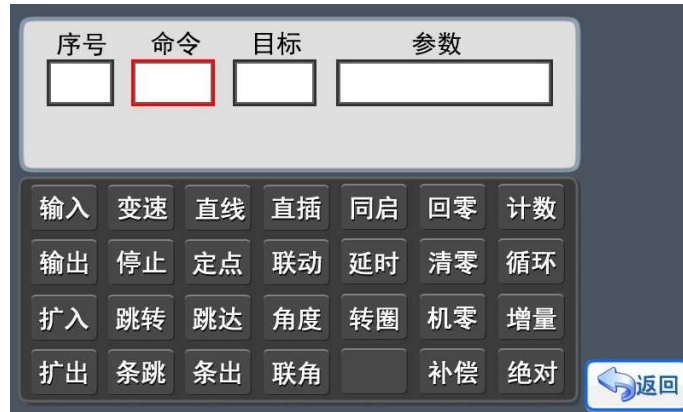 序号 命令 目标 参数
输入 变速 直线 直插 同启 回零 计数
输出 停止 定点 联动 延时 清零 循环
扩入 跳转 跳达 角度 转圈 机零 增量
扩出 条跳 条出 联角 补偿 绝对
返回